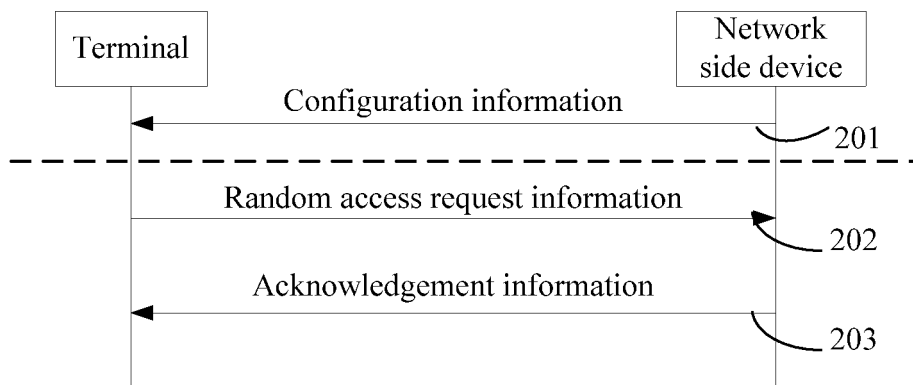 Terminal
Network
side device
Configuration information
201
Random access request information
202
Acknowledgement information
203